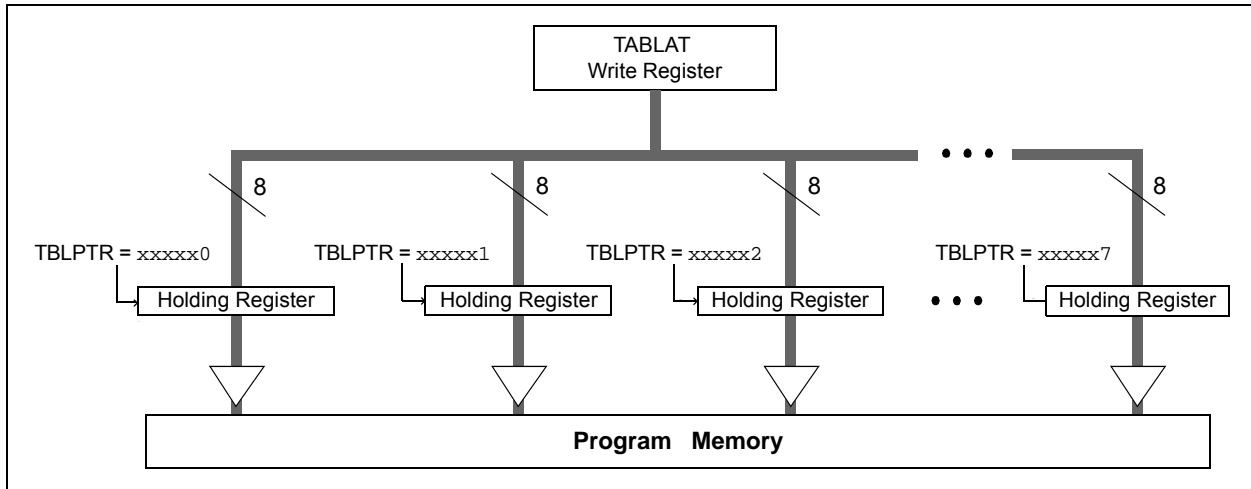 TABLAT
Write Register
8
8
8
8
TBLPTR = xxxxx0
TBLPTR = xxxxx1
TBLPTR = xxxxx2
TBLPTR = xxxxx7
Holding Register
Holding Register
Holding Register
Holding Register
Program Memory